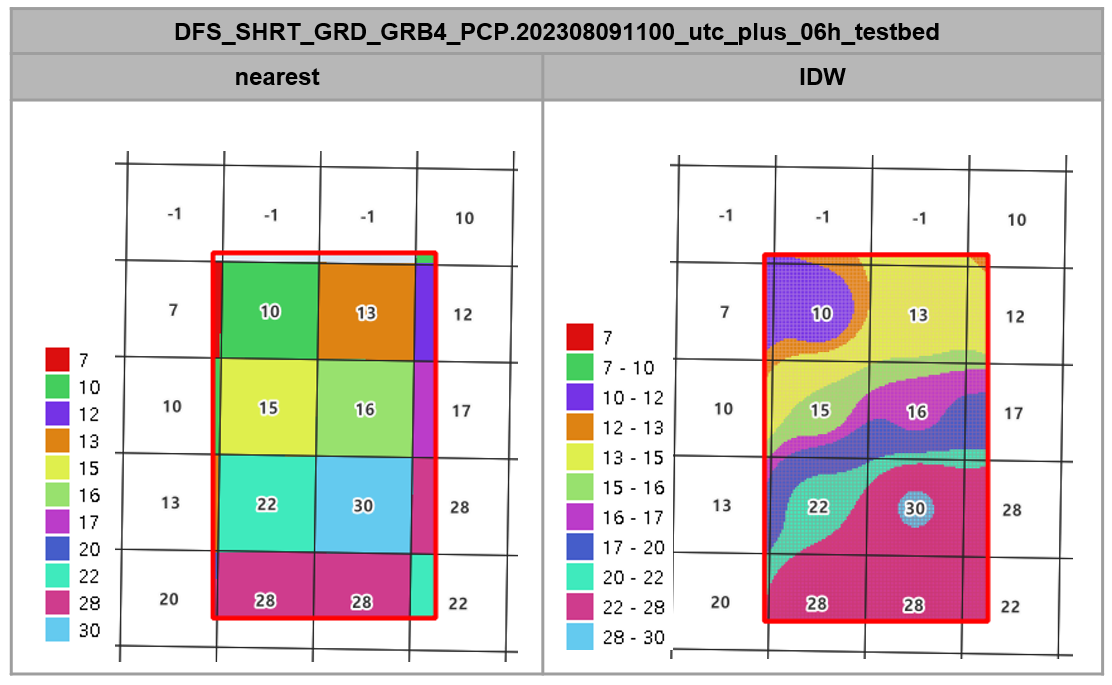 DFS_SHRT_GRD_GRB4_PCP.202308091100_utc_plus_06h_testbed
nearest
IDW
-1 -1 -1 10
7 10 13 12
10 15 16 17
13 22 30 28
20 28 28 22
7
10
12
13
15
16
17
20
22
28
30
-1 -1 -1 10
7 10 13 12
10 15 16 17
13 22 30 28
20 28 28 22
7
7 - 10
10 - 12
12 - 13
13 - 15
15 - 16
16 - 17
17 - 20
20 - 22
22 - 28
28 - 30